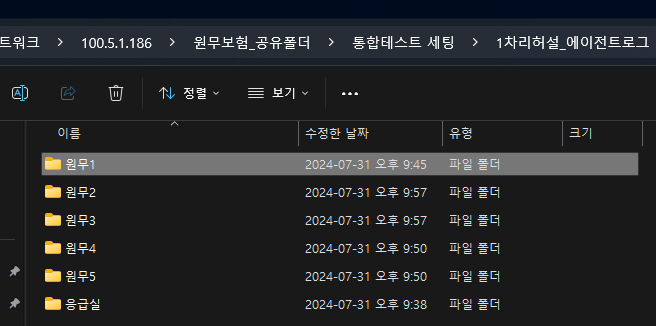 트워크 > 100.5.1.186 > 원무보험_공유폴더 > 통합테스트 세팅 > 1차리허설_에이전트로그
정렬 보기 ...
이름 수정한 날짜 유형 크기
원무1 2024-07-31 오후 9:45 파일 폴더
원무2 2024-07-31 오후 9:57 파일 폴더
원무3 2024-07-31 오후 9:57 파일 폴더
원무4 2024-07-31 오후 9:50 파일 폴더
원무5 2024-07-31 오후 9:50 파일 폴더
응급실 2024-07-31 오후 9:38 파일 폴더